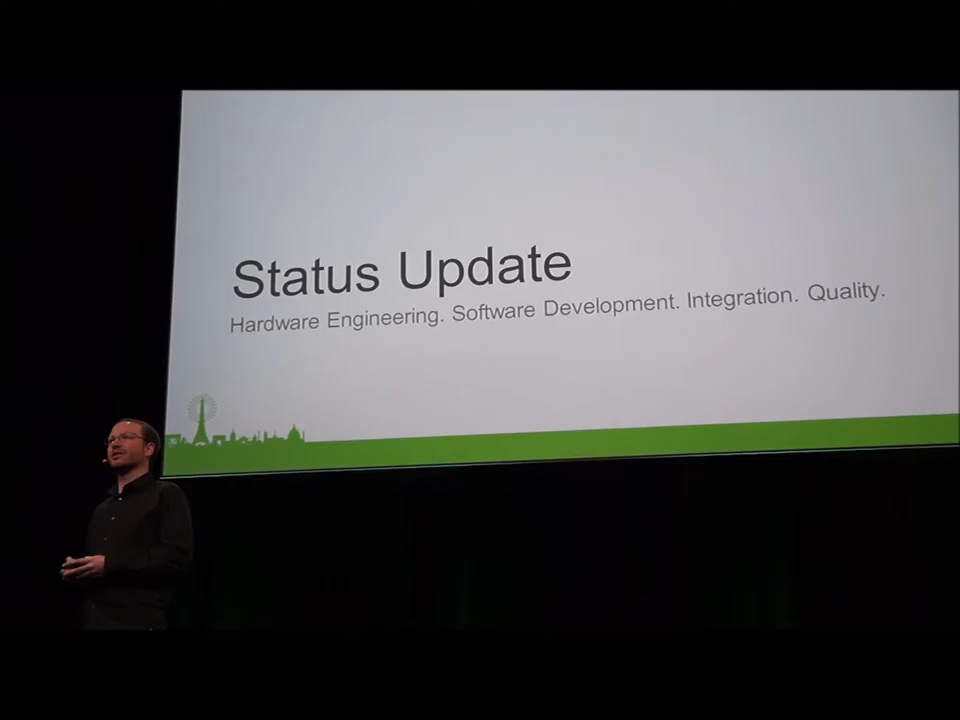 Status Update
Hardware Engineering. Software Development. Integration. Quality.